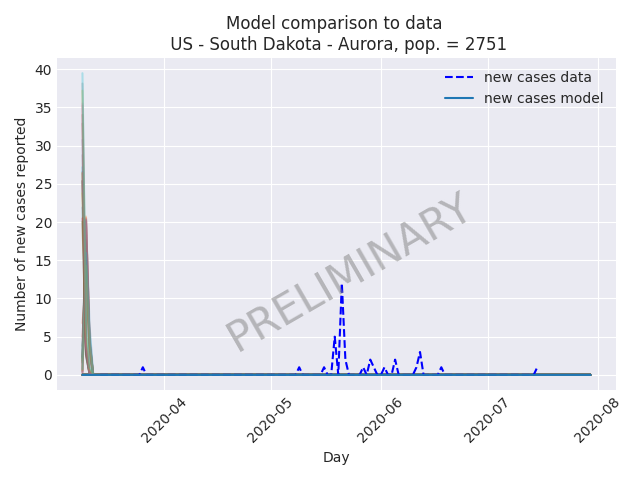 Model comparison to data
US - South Dakota - Aurora, pop. = 2751
new cases data
new cases model
Number of new cases reported
40
35
30
25
20
15
10
5
0
PRELIMINARY
2020-04
2020-05
2020-06
2020-07
2020-08
Day